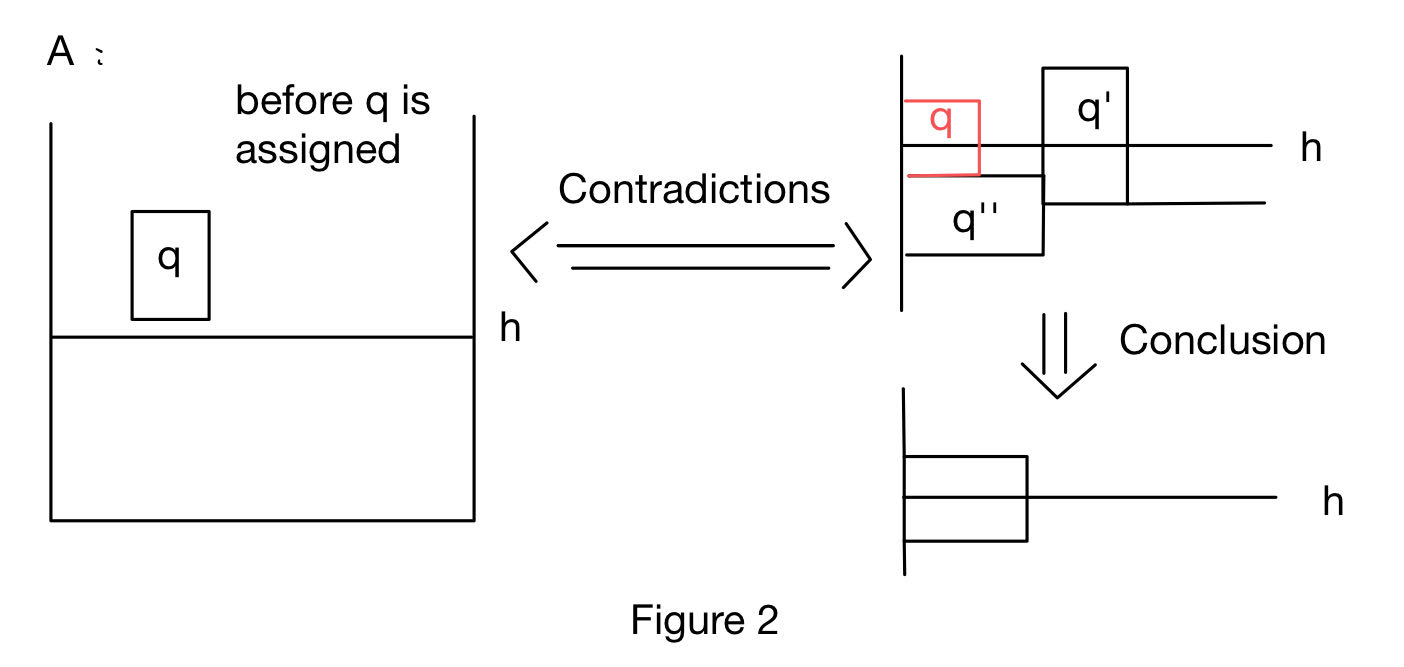 A :
before q is
assigned
q
h
Contradictions
q
q'
h
q''
Conclusion
h
Figure 2